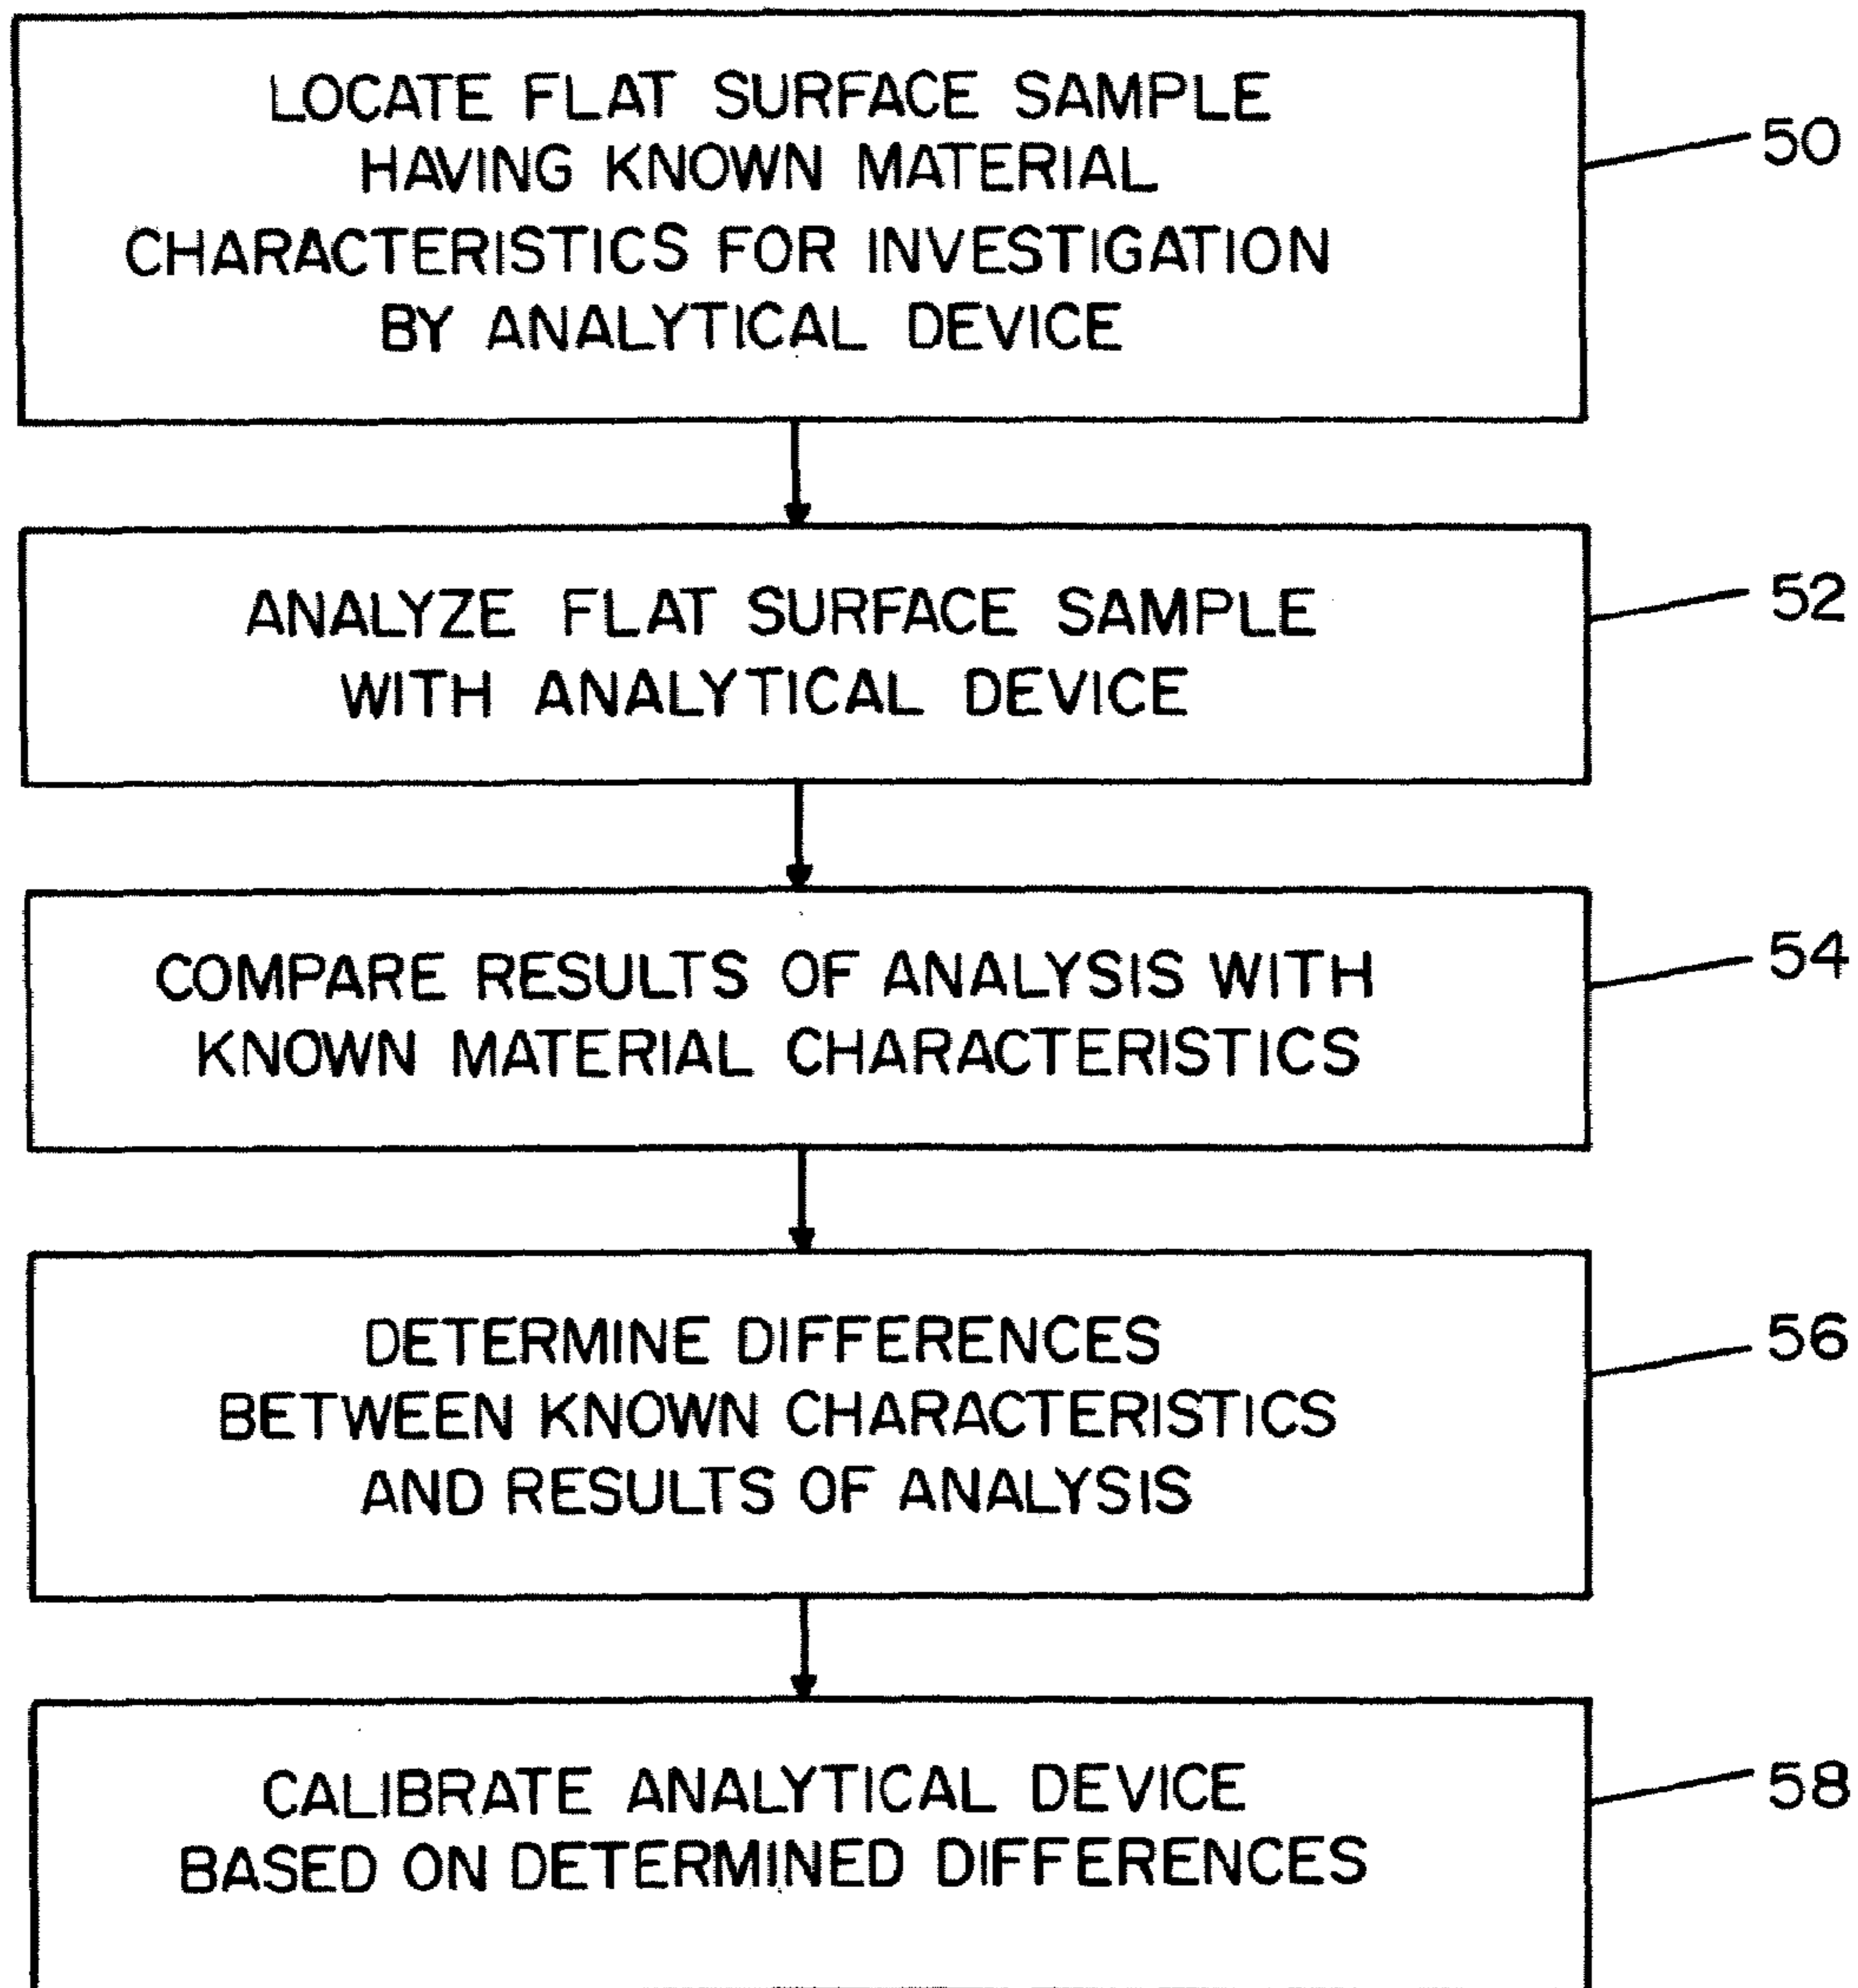 LOCATE FLAT SURFACE SAMPLE
HAVING KNOWN MATERIAL
CHARACTERISTICS FOR INVESTIGATION
BY ANALYTICAL DEVICE
50
ANALYZE FLAT SURFACE SAMPLE
WITH ANALYTICAL DEVICE
52
COMPARE RESULTS OF ANALYSIS WITH
KNOWN MATERIAL CHARACTERISTICS
54
DETERMINE DIFFERENCES
BETWEEN KNOWN CHARACTERISTICS
AND RESULTS OF ANALYSIS
56
CALIBRATE ANALYTICAL DEVICE
BASED ON DETERMINED DIFFERENCES
58